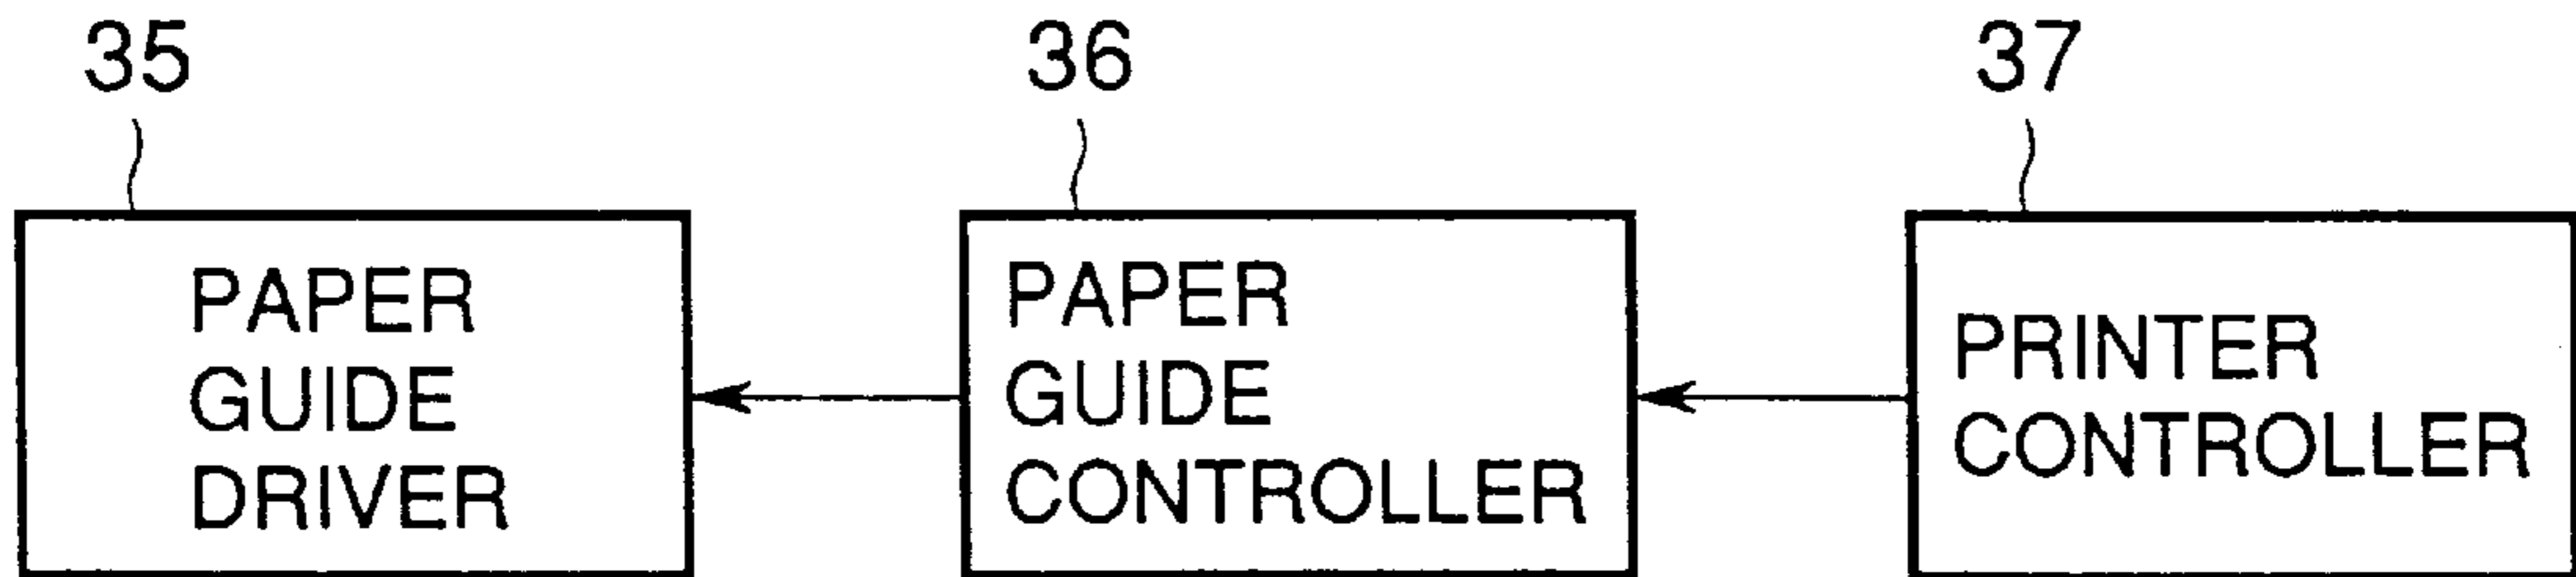 35
36
37
PAPER
GUIDE
DRIVER
PAPER
GUIDE
CONTROLLER
PRINTER
CONTROLLER